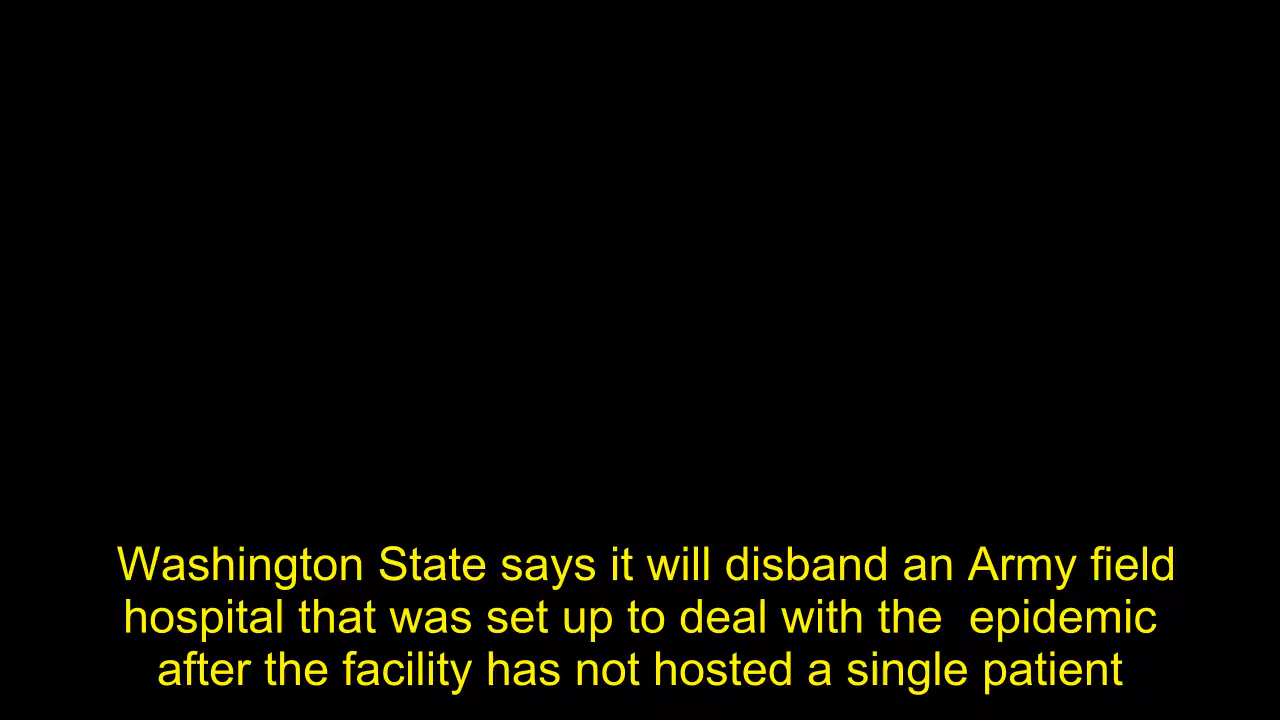 Washington State says it will disband an Army field
hospital that was set up to deal with the  epidemic
after the facility has not hosted a single patient